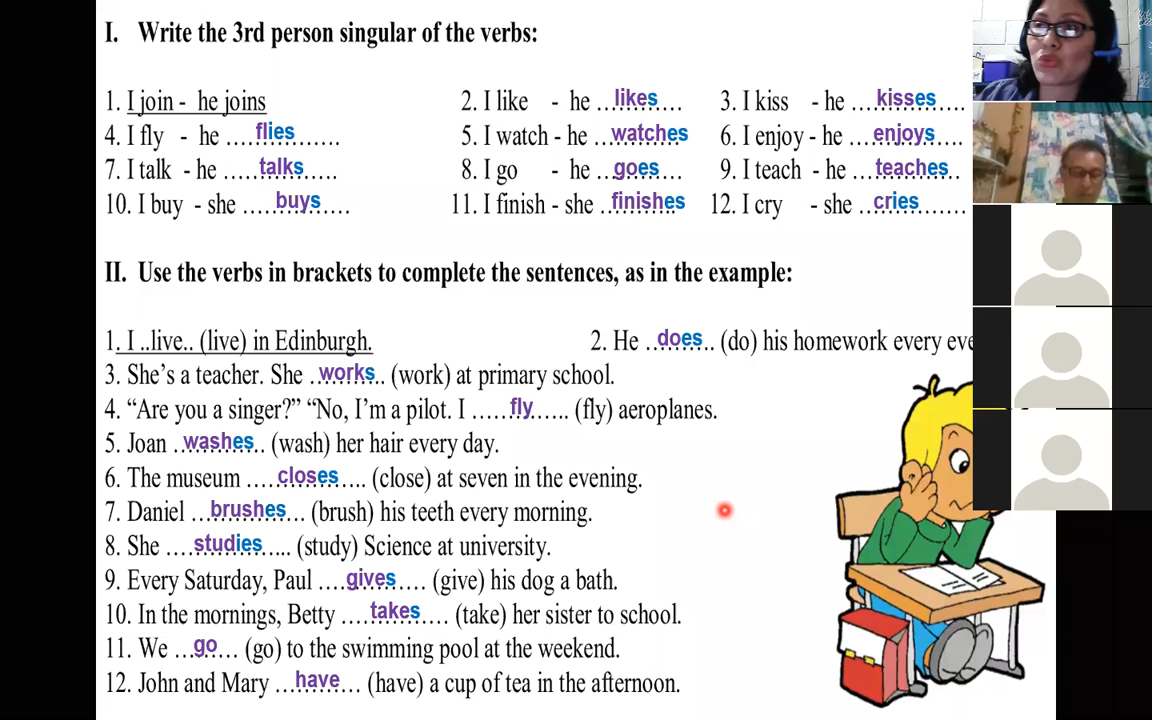 I. Write the 3rd person singular of the verbs:
1. I join - he joins 2. I like - he ...likes.... 3. I kiss - he ...kisses....
4. I fly - he .....flies............. 5. I watch - he ..watches 6. I enjoy - he ...enjoys....
7. I talk - he .....talks..... 8. I go - he ...goes.... 9. I teach - he ...teaches..
10. I buy - she .....buys..... 11. I finish - she ..finishes 12. I cry - she ..cries.........
II. Use the verbs in brackets to complete the sentences, as in the example:
1. I ..live.. (live) in Edinburgh. 2. He ..does.. (do) his homework every
3. She's a teacher. She ..works.. (work) at primary school.
4. “Are you a singer?” “No, I'm a pilot. I .....fly...... (fly) aeroplanes.
5. Joan ..washes.. (wash) her hair every day.
6. The museum .....closes..... (close) at seven in the evening.
7. Daniel ...brushes... (brush) his teeth every morning.
8. She ...studies.... (study) Science at university.
9. Every Saturday, Paul ....gives.... (give) his dog a bath.
10. In the mornings, Betty ....takes.... (take) her sister to school.
11. We ...go.... (go) to the swimming pool at the weekend.
12. John and Mary ...have... (have) a cup of tea in the afternoon.